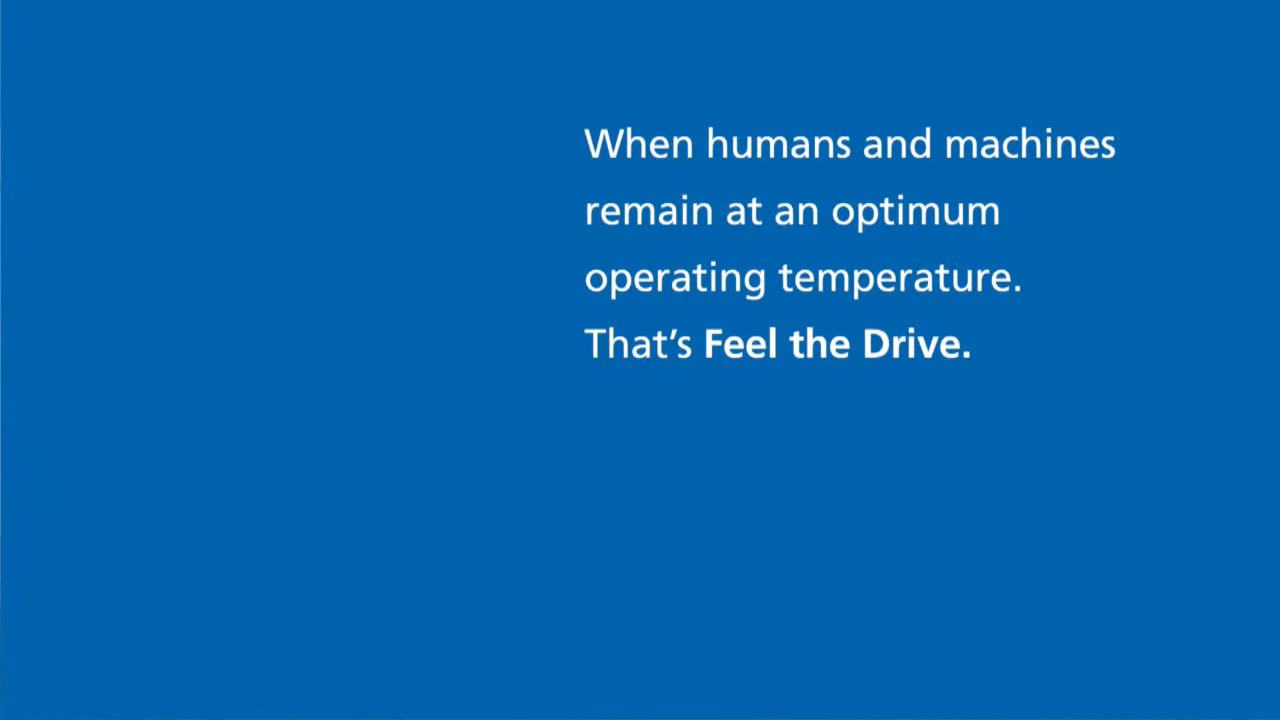 When humans and machines
remain at an optimum
operating temperature.
That’s Feel the Drive.